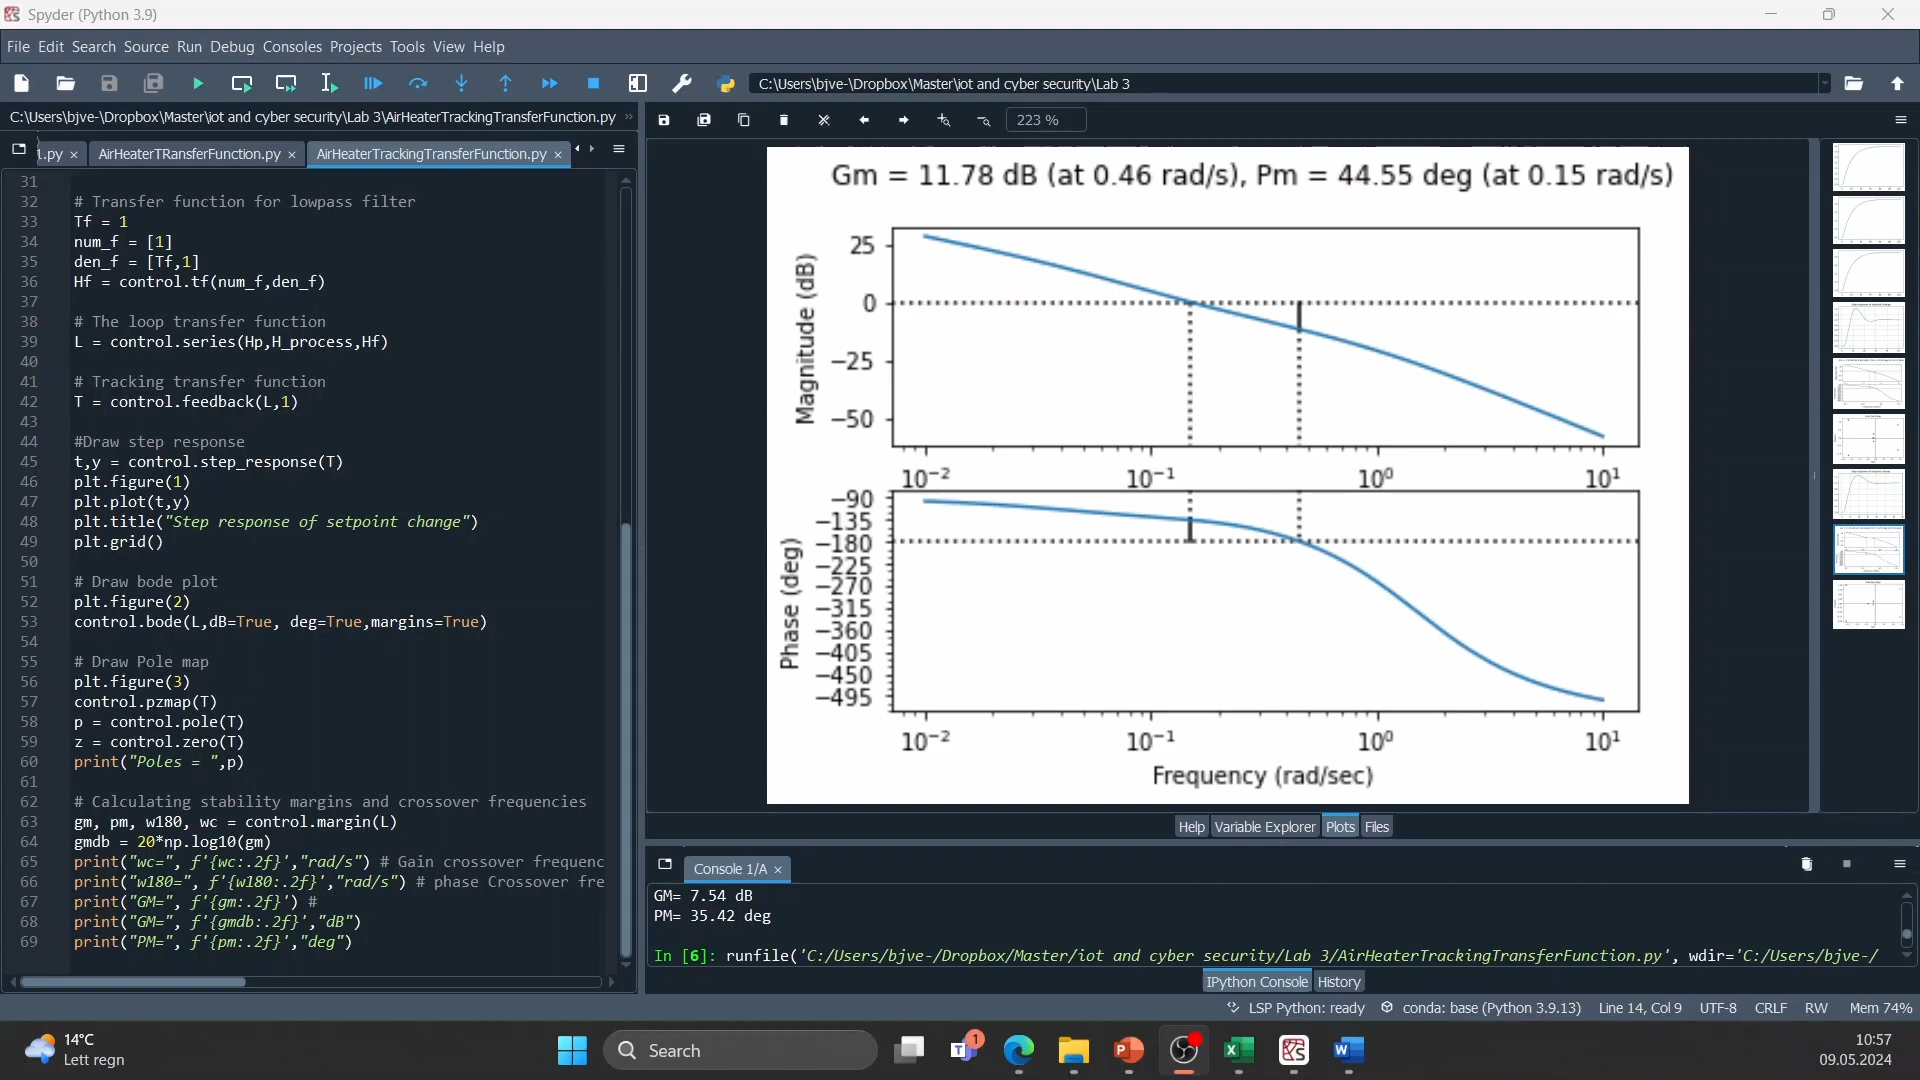 Spyder (Python 3.9)
File Edit Search Source Run Debug Consoles Projects Tools View Help
C:\Users\bjve-\Dropbox\Master\iot and cyber security\Lab 3
C:\Users\bjve-\Dropbox\Master\iot and cyber security\Lab 3\AirHeaterTrackingTransferFunction.py
223 %
1.py AirHeaterTRansferFunction.py AirHeaterTrackingTransferFunction.py
31
32 # Transfer function for lowpass filter
33 Tf = 1
34 num_f = [1]
35 den_f = [Tf,1]
36 Hf = control.tf(num_f,den_f)
37
38 # The loop transfer function
39 L = control.series(Hp,H_process,Hf)
40
41 # Tracking transfer function
42 T = control.feedback(L,1)
43
44 #Draw step response
45 t,y = control.step_response(T)
46 plt.figure(1)
47 plt.plot(t,y)
48 plt.title("Step response of setpoint change")
49 plt.grid()
50
51 # Draw bode plot
52 plt.figure(2)
53 control.bode(L,dB=True, deg=True,margins=True)
54
55 # Draw Pole map
56 plt.figure(3)
57 control.pzmap(T)
58 p = control.pole(T)
59 z = control.zero(T)
60 print("Poles = ",p)
61
62 # Calculating stability margins and crossover frequencies
63 gm, pm, w180, wc = control.margin(L)
64 gmdb = 20*np.log10(gm)
65 print("wc=", f'{wc:.2f}',"rad/s") # Gain crossover frequenc
66 print("w180=", f'{w180:.2f}',"rad/s") # phase Crossover fre
67 print("GM=", f'{gm:.2f}') #
68 print("GM=", f'{gmdb:.2f}',"dB")
69 print("PM=", f'{pm:.2f}',"deg")
Gm = 11.78 dB (at 0.46 rad/s), Pm = 44.55 deg (at 0.15 rad/s)
Magnitude (dB)
25
0
−25
−50
10⁻² 10⁻¹ 10⁰ 10¹
Phase (deg)
−90
−135
−180
−225
−270
−315
−360
−405
−450
−495
10⁻² 10⁻¹ 10⁰ 10¹
Frequency (rad/sec)
Help Variable Explorer Plots Files
Console 1/A
GM= 7.54 dB
PM= 35.42 deg
In [6]: runfile('C:/Users/bjve-/Dropbox/Master/iot and cyber security/Lab 3/AirHeaterTrackingTransferFunction.py', wdir='C:/Users/bjve-/
IPython Console History
LSP Python: ready conda: base (Python 3.9.13) Line 14, Col 9 UTF-8 CRLF RW Mem 74%
14°C
Lett regn
Search
1
10:57
09.05.2024